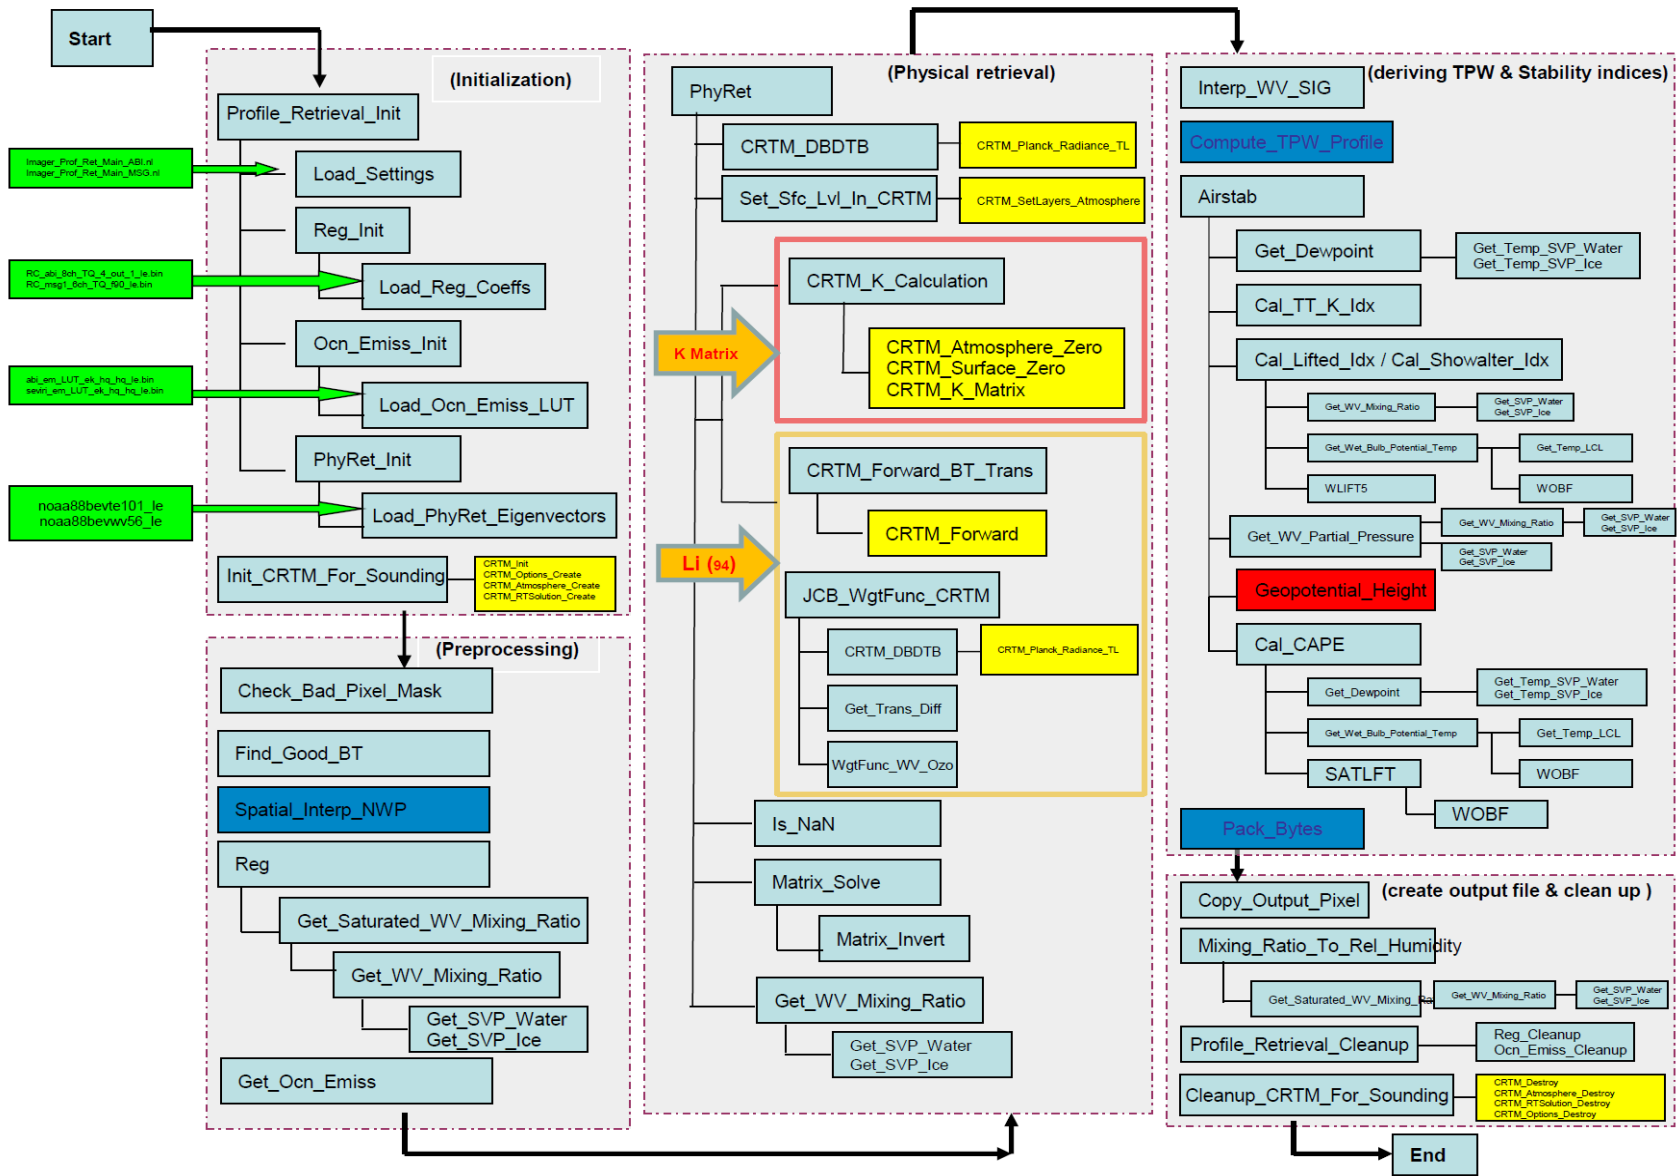 Start
(Initialization)
Profile_Retrieval_Init
Imager_Prof_Ret_Main_ABI.nl
Imager_Prof_Ret_Main_MSG.nl
Load_Settings
Reg_Init
RC_abi_8ch_TQ_4_out_1_le.bin
RC_msg1_6ch_TQ_f90_le.bin
Load_Reg_Coeffs
Ocn_Emiss_Init
abi_em_LUT_ek_hq_hq_le.bin
seviri_em_LUT_ek_hq_hq_le.bin
Load_Ocn_Emiss_LUT
PhyRet_Init
noaa88bevte101_le
noaa88bevwv56_le
Load_PhyRet_Eigenvectors
Init_CRTM_For_Sounding
CRTM_Init
CRTM_Options_Create
CRTM_Atmosphere_Create
CRTM_RTSolution_Create
(Preprocessing)
Check_Bad_Pixel_Mask
Find_Good_BT
Spatial_Interp_NWP
Reg
Get_Saturated_WV_Mixing_Ratio
Get_WV_Mixing_Ratio
Get_SVP_Water
Get_SVP_Ice
Get_Ocn_Emiss
(Physical retrieval)
PhyRet
CRTM_DBDTB
CRTM_Planck_Radiance_TL
Set_Sfc_Lvl_In_CRTM
CRTM_SetLayers_Atmosphere
CRTM_K_Calculation
K Matrix
CRTM_Atmosphere_Zero
CRTM_Surface_Zero
CRTM_K_Matrix
CRTM_Forward_BT_Trans
CRTM_Forward
Li (94)
JCB_WgtFunc_CRTM
CRTM_DBDTB
CRTM_Planck_Radiance_TL
Get_Trans_Diff
WgtFunc_WV_Ozo
Is_NaN
Matrix_Solve
Matrix_Invert
Get_WV_Mixing_Ratio
Get_SVP_Water
Get_SVP_Ice
(deriving TPW & Stability indices)
Interp_WV_SIG
Compute_TPW_Profile
Airstab
Get_Dewpoint
Get_Temp_SVP_Water
Get_Temp_SVP_Ice
Cal_TT_K_Idx
Cal_Lifted_Idx / Cal_Showalter_Idx
Get_WV_Mixing_Ratio
Get_SVP_Water
Get_SVP_Ice
Get_Wet_Bulb_Potential_Temp
Get_Temp_LCL
WLIFT5
WOBF
Get_WV_Partial_Pressure
Get_WV_Mixing_Ratio
Get_SVP_Water
Get_SVP_Ice
Get_SVP_Water
Get_SVP_Ice
Geopotential_Height
Cal_CAPE
Get_Dewpoint
Get_Temp_SVP_Water
Get_Temp_SVP_Ice
Get_Wet_Bulb_Potential_Temp
Get_Temp_LCL
SATLFT
WOBF
WOBF
Pack_Bytes
(create output file & clean up )
Copy_Output_Pixel
Mixing_Ratio_To_Rel_Humidity
Get_Saturated_WV_Mixing_Ra
Get_WV_Mixing_Ratio
Get_SVP_Water
Get_SVP_Ice
Profile_Retrieval_Cleanup
Reg_Cleanup
Ocn_Emiss_Cleanup
Cleanup_CRTM_For_Sounding
CRTM_Destroy
CRTM_Atmosphere_Destroy
CRTM_RTSolution_Destroy
CRTM_Options_Destroy
End